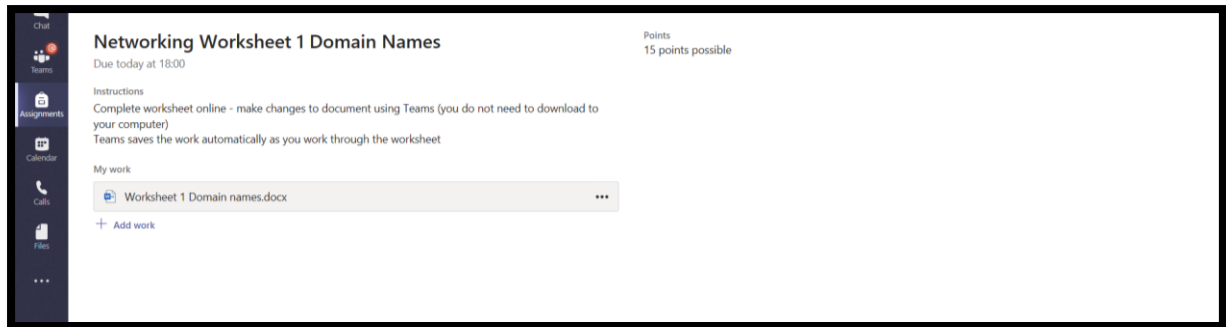 Chat
Teams
Assignments
Calendar
Calls
Files
Networking Worksheet 1 Domain Names
Due today at 18:00
Instructions
Complete worksheet online - make changes to document using Teams (you do not need to download to
your computer)
Teams saves the work automatically as you work through the worksheet
My work
Worksheet 1 Domain names.docx
+ Add work
Points
15 points possible